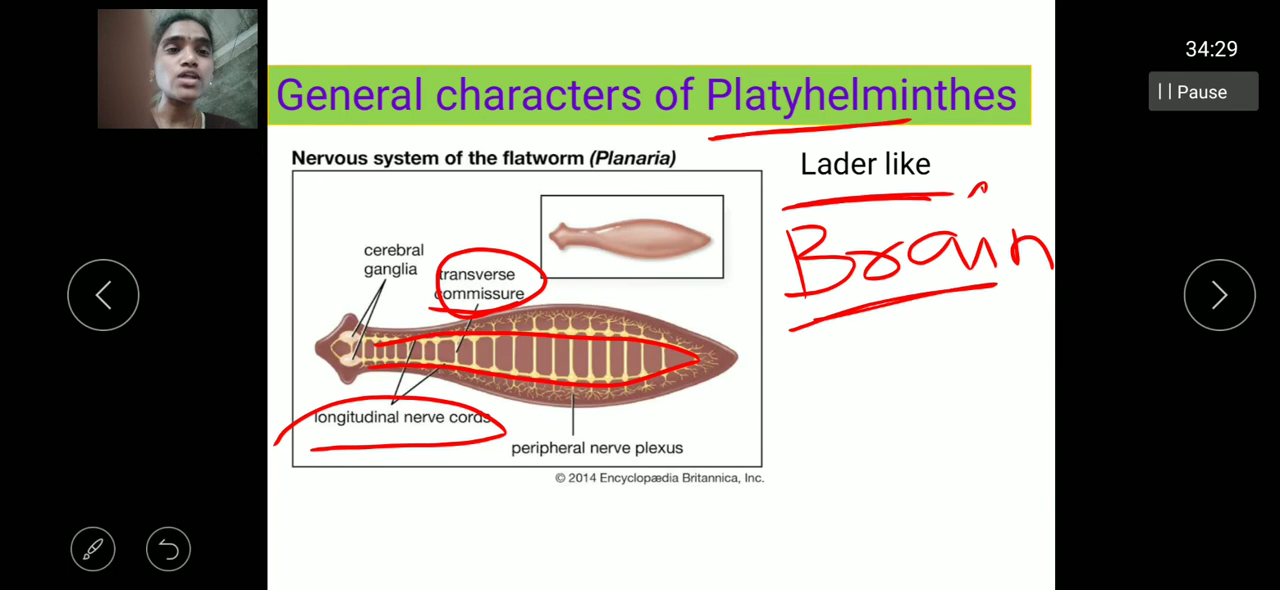 34:29
Pause
General characters of Platyhelminthes
Nervous system of the flatworm (Planaria)
Lader like
Brain
cerebral
ganglia
transverse
commissure
longitudinal nerve cords
peripheral nerve plexus
© 2014 Encyclopædia Britannica, Inc.